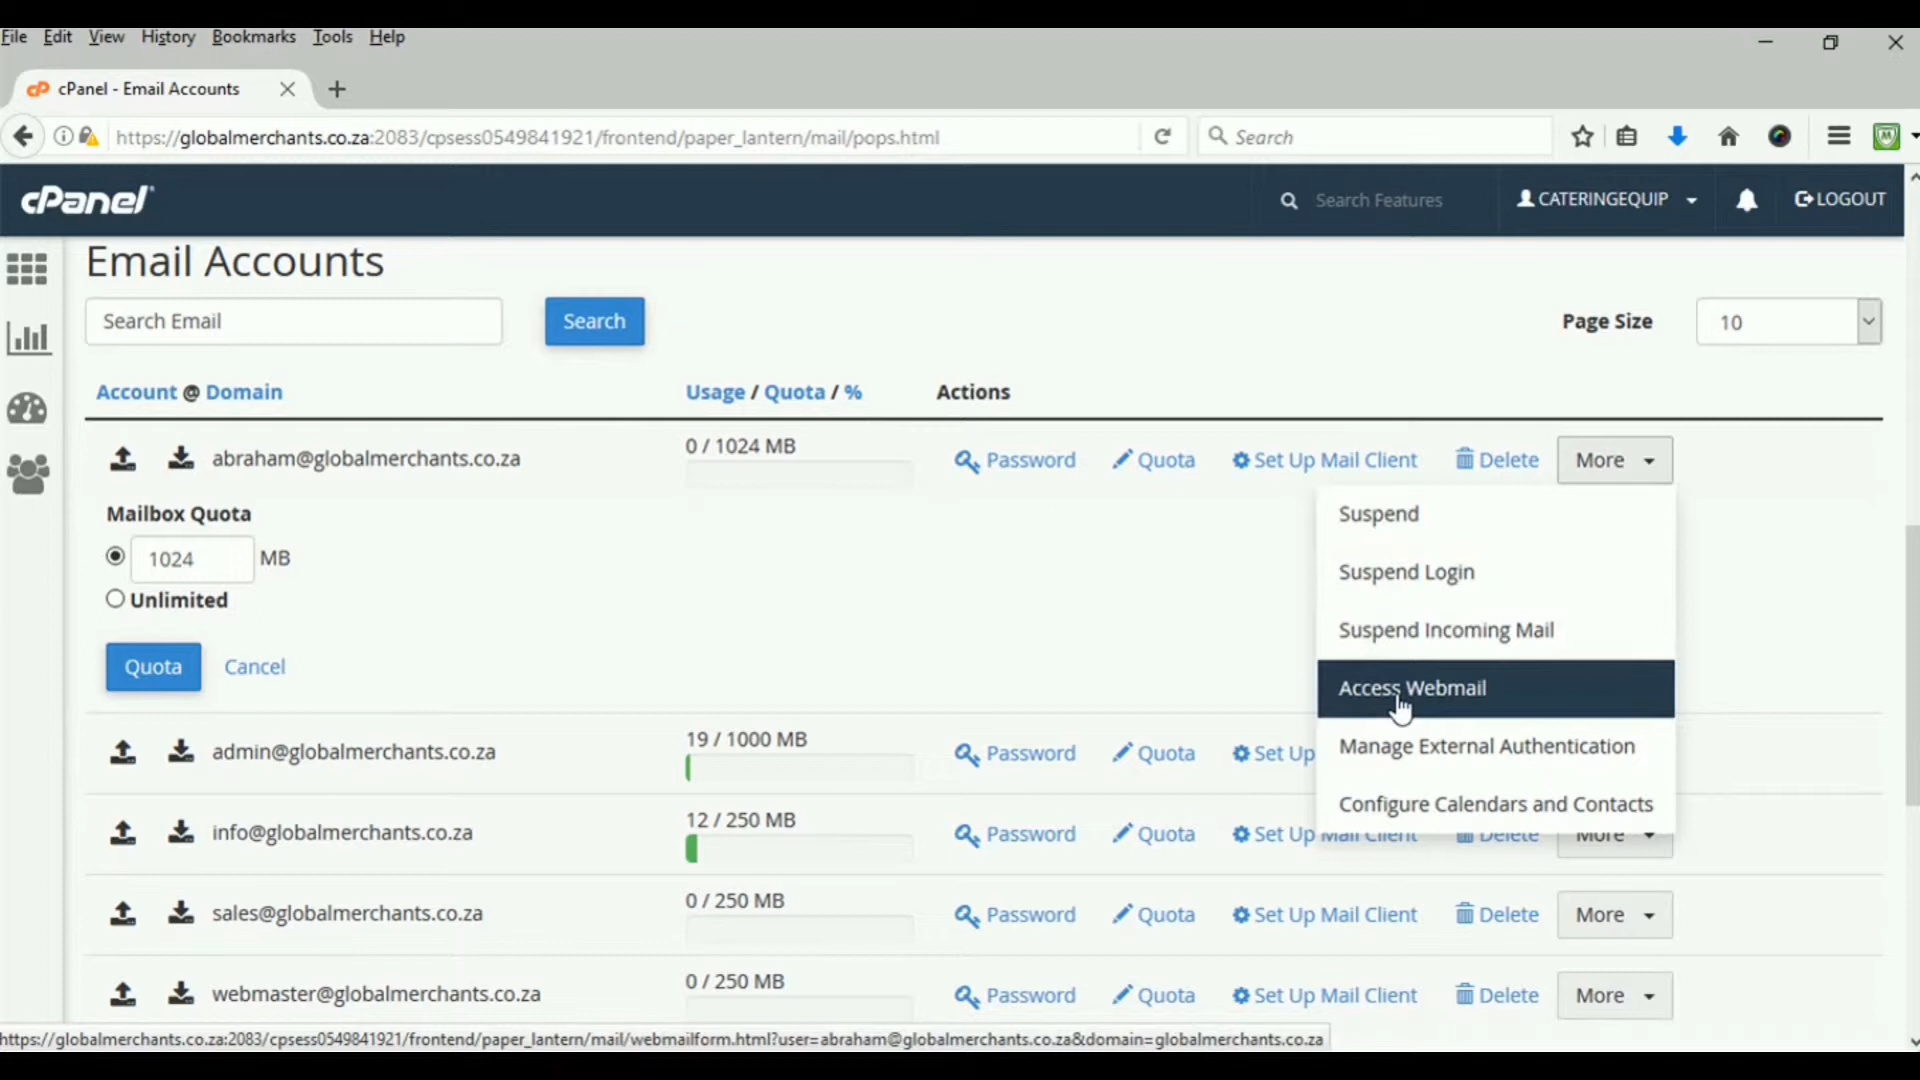 File Edit View History Bookmarks Tools Help
cPanel - Email Accounts
https://globalmerchants.co.za:2083/cpsess0549841921/frontend/paper_lantern/mail/pops.html Search
cPanel Search Features CATERINGEQUIP LOGOUT
Email Accounts
Search Email Search Page Size 10
Account @ Domain Usage / Quota / % Actions
abraham@globalmerchants.co.za 0 / 1024 MB Password Quota Set Up Mail Client Delete More
Mailbox Quota
1024 MB
Unlimited
Quota Cancel
Suspend
Suspend Login
Suspend Incoming Mail
Access Webmail
Manage External Authentication
Configure Calendars and Contacts
admin@globalmerchants.co.za 19 / 1000 MB Password Quota Set Up
info@globalmerchants.co.za 12 / 250 MB Password Quota Set Up Mail Client Delete More
sales@globalmerchants.co.za 0 / 250 MB Password Quota Set Up Mail Client Delete More
webmaster@globalmerchants.co.za 0 / 250 MB Password Quota Set Up Mail Client Delete More
https://globalmerchants.co.za:2083/cpsess0549841921/frontend/paper_lantern/mail/webmailform.html?user=abraham@globalmerchants.co.za&domain=globalmerchants.co.za